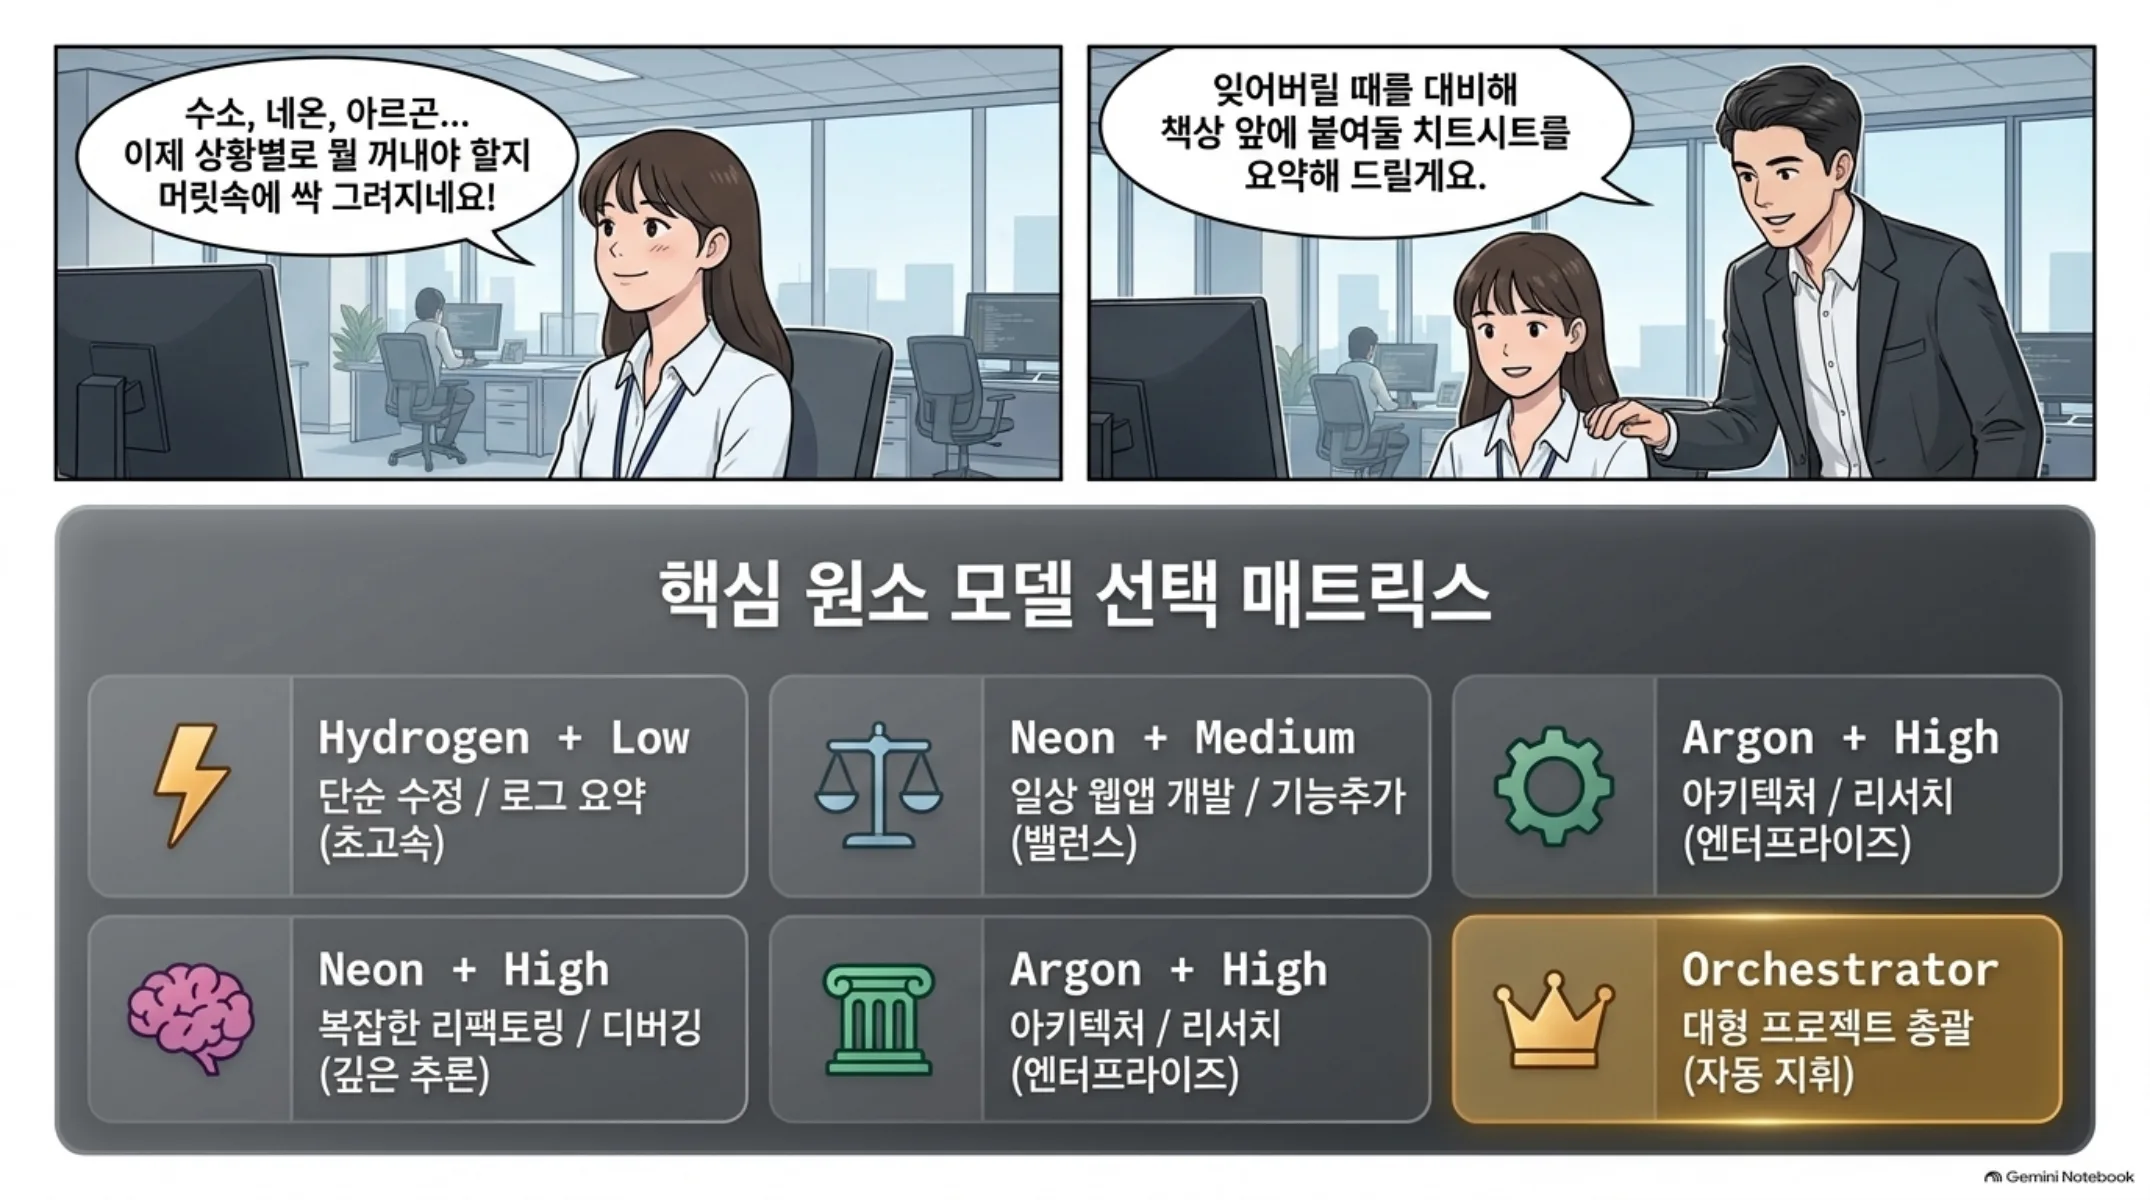 수소, 네온, 아르곤...
이제 상황별로 뭘 꺼내야 할지
머릿속에 싹 그려지네요!
잊어버릴 때를 대비해
책상 앞에 붙여둘 치트시트를
요약해 드릴게요.
핵심 원소 모델 선택 매트릭스
Hydrogen + Low
단순 수정 / 로그 요약
(초고속)
Neon + Medium
일상 웹앱 개발 / 기능추가
(밸런스)
Argon + High
아키텍처 / 리서치
(엔터프라이즈)
Neon + High
복잡한 리팩토링 / 디버깅
(깊은 추론)
Argon + High
아키텍처 / 리서치
(엔터프라이즈)
Orchestrator
대형 프로젝트 총괄
(자동 지휘)
Gemini Notebook